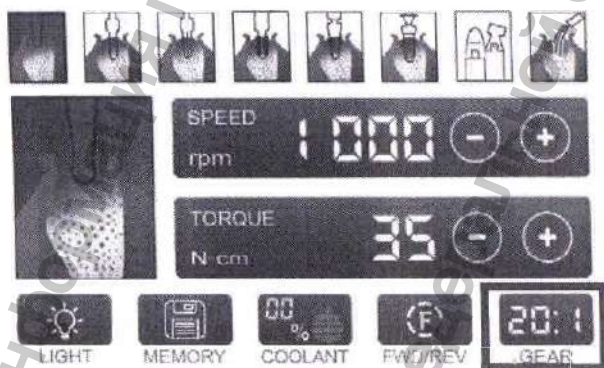 SPEED
rpm
1000
- +
TORQUE
N·cm
35
- +
00
%
F
20:1
LIGHT MEMORY COOLANT FWD/REV GEAR